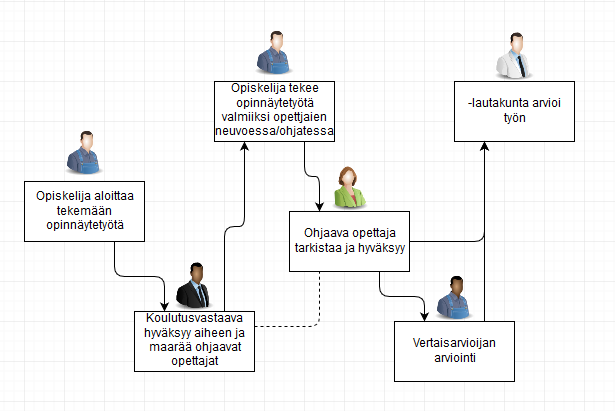 Opiskelija aloittaa
tekemään
opinnäytetyötä
Koulutusvastaava
hyväksyy aiheen ja
maarää ohjaavat
opettajat
Opiskelija tekee
opinnäytetyötä
valmiiksi opettjaien
neuvoessa/ohjatessa
Ohjaava opettaja
tarkistaa ja hyväksyy
Vertaisarvioijan
arviointi
-lautakunta arvioi
työn